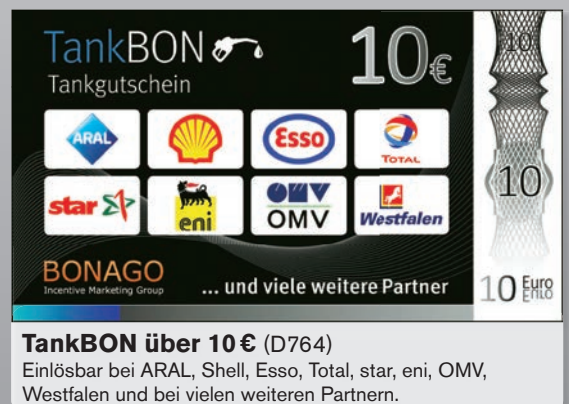 TankBON
Tankgutschein
10€
10
ARAL
Esso
TOTAL
star
eni
OMV
OMV
Westfalen
10
BONAGO
Incentive Marketing Group
... und viele weitere Partner
10 Euro
TankBON über 10 € (D764)
Einlösbar bei ARAL, Shell, Esso, Total, star, eni, OMV,
Westfalen und bei vielen weiteren Partnern.